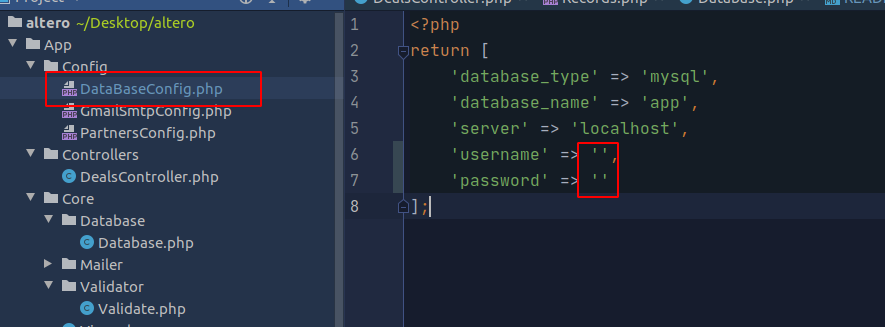 Project
altero ~/Desktop/altero
App
Config
DataBaseConfig.php
GmailSmtpConfig.php
PartnersConfig.php
Controllers
DealsController.php
Core
Database
Database.php
Mailer
Validator
Validate.php
DealsController.php
Records.php
Database.php
README
1 <?php
2 return [
3 'database_type' => 'mysql',
4 'database_name' => 'app',
5 'server' => 'localhost',
6 'username' => '',
7 'password' => ''
8 ];